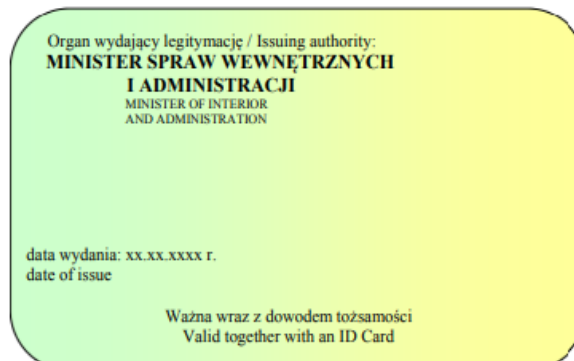 Organ wydający legitymację / Issuing authority:
MINISTER SPRAW WEWNĘTRZNYCH
I ADMINISTRACJI
MINISTER OF INTERIOR
AND ADMINISTRATION
data wydania: xx.xx.xxxx r.
date of issue
Ważna wraz z dowodem tożsamości
Valid together with an ID Card